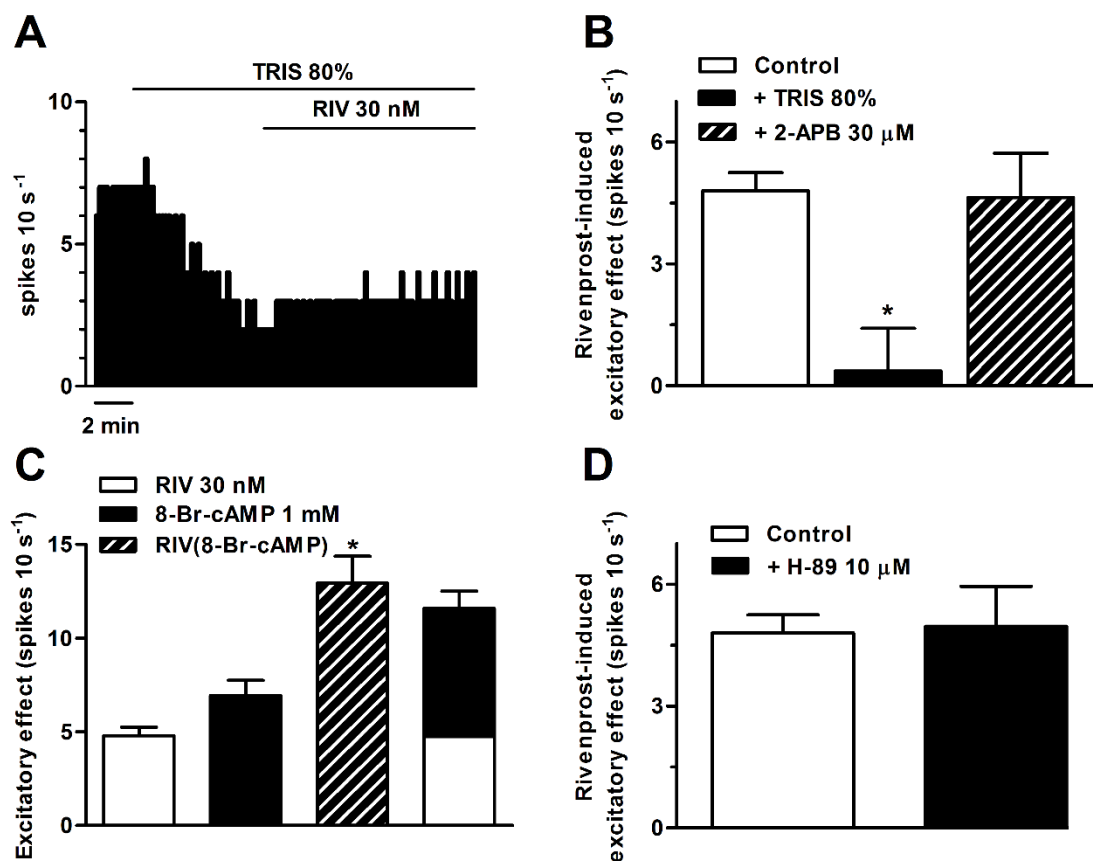 A
TRIS 80%
RIV 30 nM
10
5
0
spikes 10 s⁻¹
2 min
B
Control
+ TRIS 80%
+ 2-APB 30 μM
Rivenprost-induced
excitatory effect (spikes 10 s⁻¹)
6
3
0
*
C
RIV 30 nM
8-Br-cAMP 1 mM
RIV(8-Br-cAMP)
Excitatory effect (spikes 10 s⁻¹)
15
10
5
0
*
D
Control
+ H-89 10 μM
Rivenprost-induced
excitatory effect (spikes 10 s⁻¹)
6
3
0